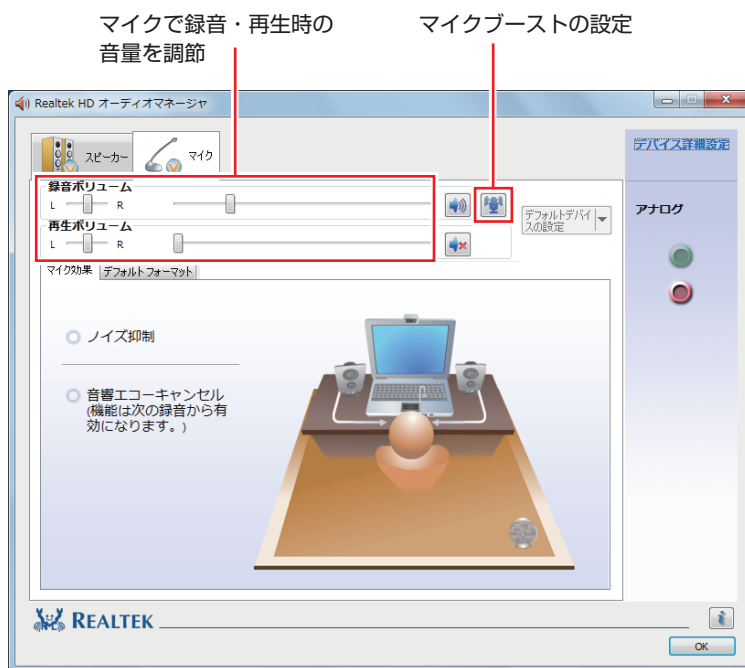 マイクで録音・再生時の
音量を調節
マイクブーストの設定
Realtek HD オーディオマネージャ
スピーカー
マイク
デバイス詳細設定
録音ボリューム
L R
デフォルトデバイ
スの設定
アナログ
再生ボリューム
L R
マイク効果 デフォルトフォーマット
ノイズ抑制
音響エコーキャンセル
(機能は次の録音から有
効になります。)
REALTEK
OK